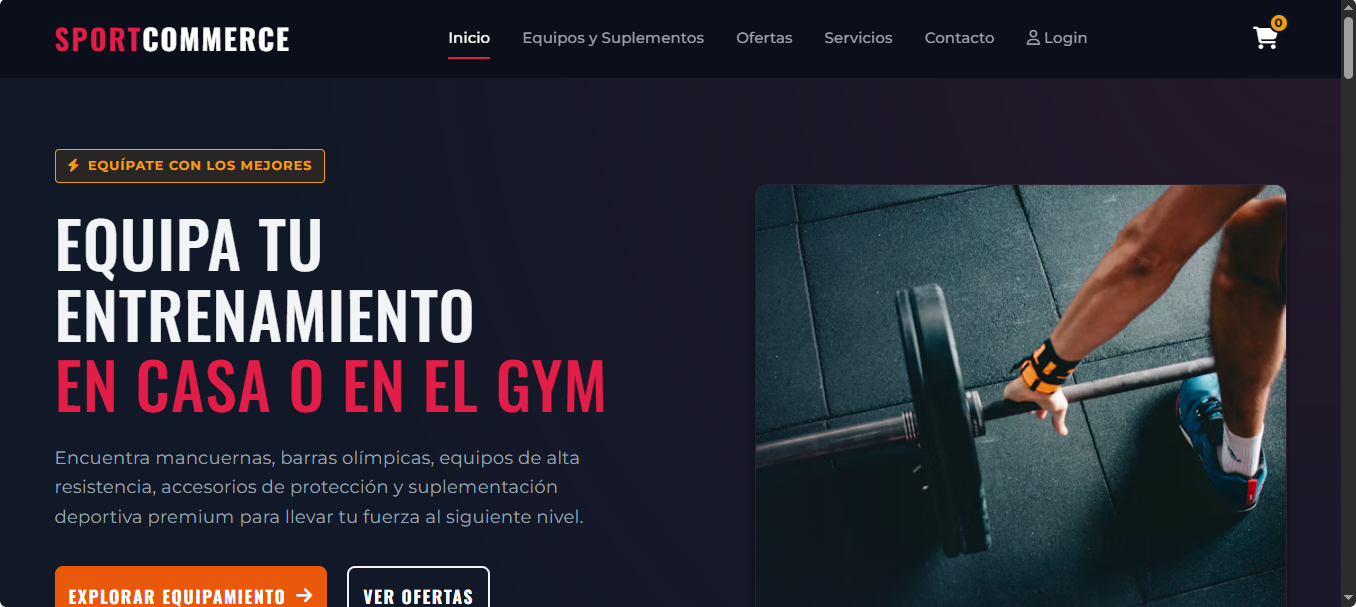 SPORTCOMMERCE
Inicio
Equipos y Suplementos
Ofertas
Servicios
Contacto
Login
0
EQUÍPATE CON LOS MEJORES
EQUIPA TU
ENTRENAMIENTO
EN CASA O EN EL GYM
Encuentra mancuernas, barras olímpicas, equipos de alta
resistencia, accesorios de protección y suplementación
deportiva premium para llevar tu fuerza al siguiente nivel.
EXPLORAR EQUIPAMIENTO →
VER OFERTAS